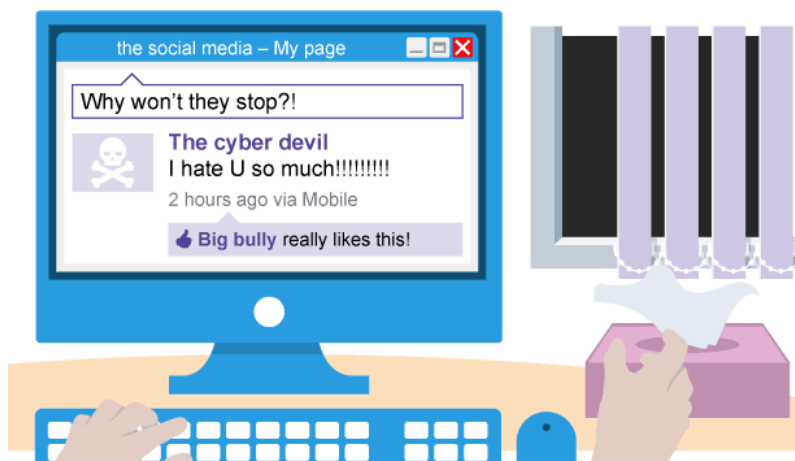 the social media – My page
Why won't they stop?!
The cyber devil
I hate U so much!!!!!!!!!
2 hours ago via Mobile
Big bully really likes this!